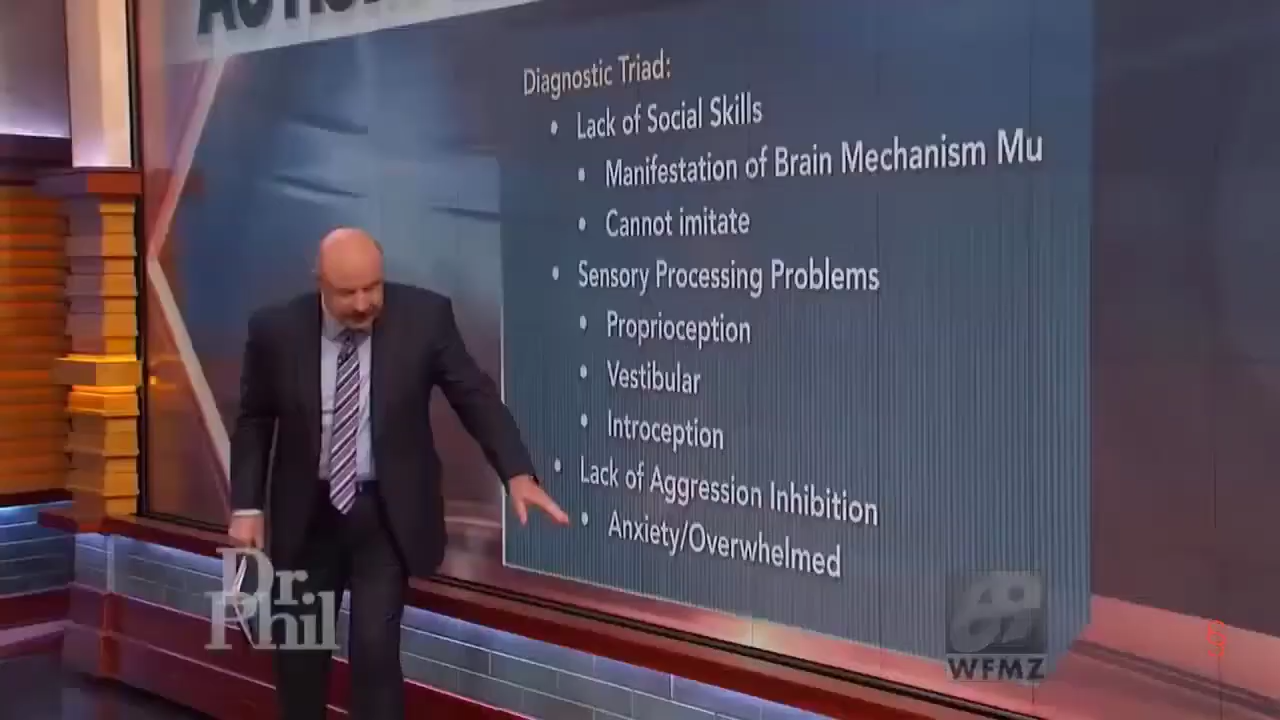 Diagnostic Triad:
• Lack of Social Skills
• Manifestation of Brain Mechanism Mu
• Cannot imitate
• Sensory Processing Problems
• Proprioception
• Vestibular
• Introception
• Lack of Aggression Inhibition
• Anxiety/Overwhelmed
Dr.
Phil
69
WFMZ